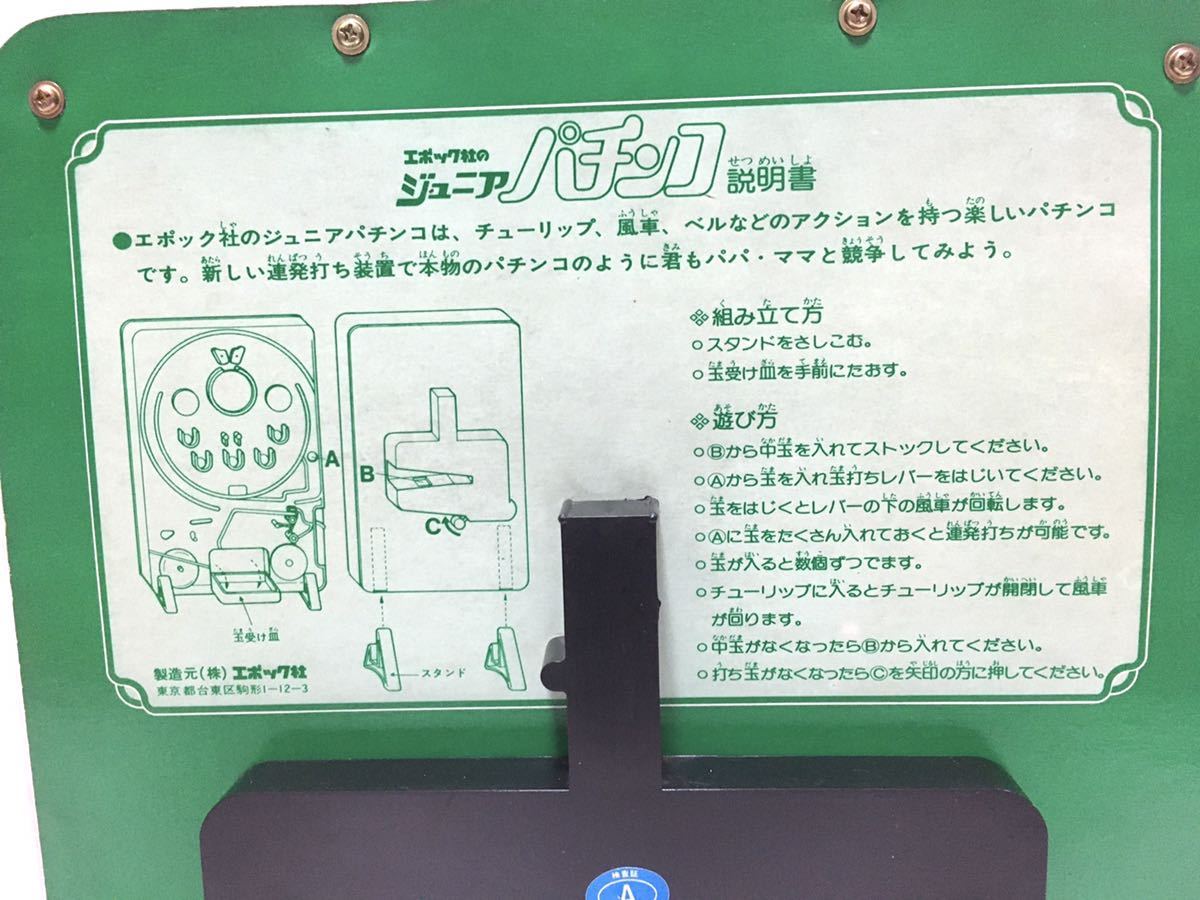 エポック社の
ジュニアパチンコ説明書
●エポック社のジュニアパチンコは、チューリップ、風車、ベルなどのアクションを持つ楽しいパチンコ
です。新しい連発打ち装置で本物のパチンコのように君もパパ・ママと競争してみよう。
A
B
C
玉受け皿
スタンド
製造元(株)エポック社
東京都台東区駒形1-12-3
※組み立て方
○スタンドをさしこむ。
○玉受け皿を手前にたおす。
※遊び方
○Ⓑから中玉を入れてストックしてください。
○Ⓐから玉を入れ玉打ちレバーをはじいてください。
○玉をはじくとレバーの下の風車が回転します。
○Ⓐに玉をたくさん入れておくと連発打ちが可能です。
○玉が入ると数個ずつでます。
○チューリップに入るとチューリップが開閉して風車
が回ります。
○中玉がなくなったらⒷから入れてください。
○打ち玉がなくなったらⒸを矢印の方に押してください。
検査証
A